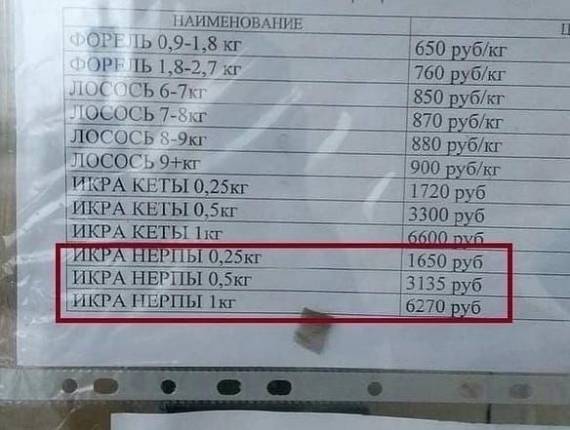 НАИМЕНОВАНИЕ Ц
ФОРЕЛЬ 0,9-1,8 кг 650 руб/кг
ФОРЕЛЬ 1,8-2,7 кг 760 руб/кг
ЛОСОСЬ 6-7кг 850 руб/кг
ЛОСОСЬ 7-8кг 870 руб/кг
ЛОСОСЬ 8-9кг 880 руб/кг
ЛОСОСЬ 9+кг 900 руб/кг
ИКРА КЕТЫ 0,25кг 1720 руб
ИКРА КЕТЫ 0,5кг 3300 руб
ИКРА КЕТЫ 1кг 6600 руб
ИКРА НЕРПЫ 0,25кг 1650 руб
ИКРА НЕРПЫ 0,5кг 3135 руб
ИКРА НЕРПЫ 1кг 6270 руб